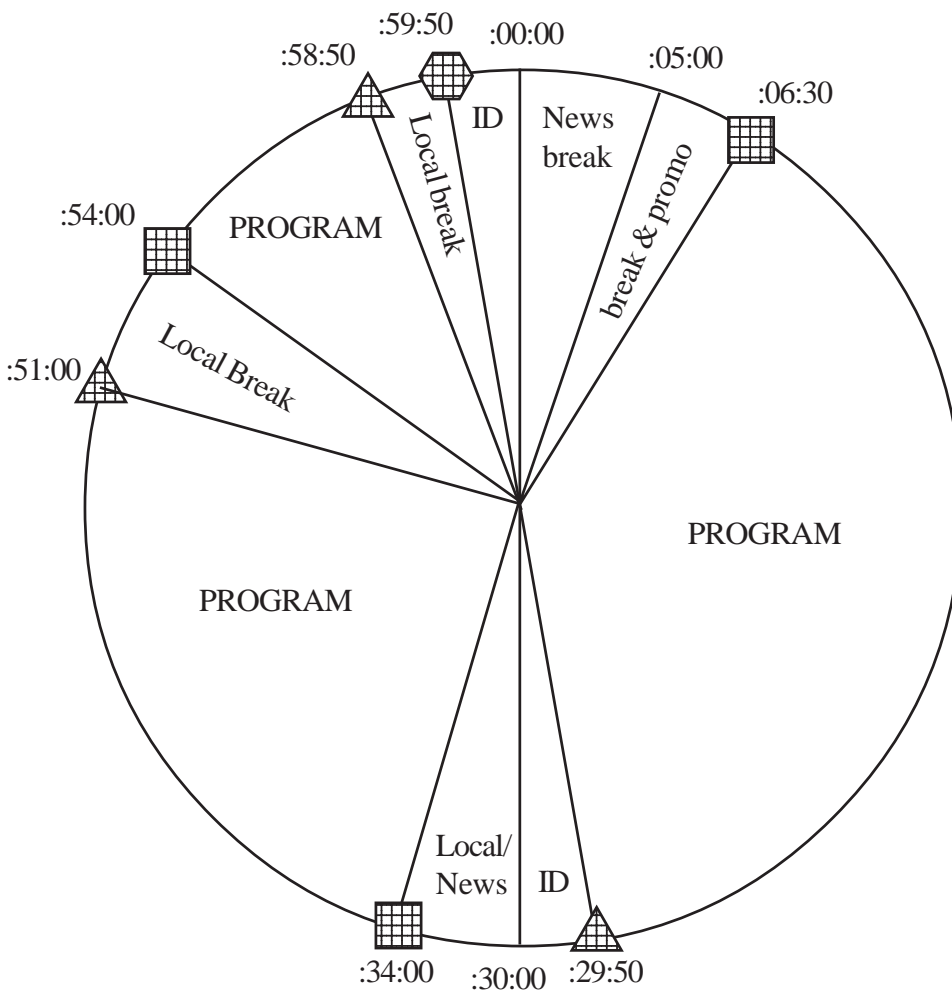 :59:50
:00:00
:58:50
:05:00
:06:30
ID
News
break
Local break
break & promo
:54:00
PROGRAM
Local Break
:51:00
PROGRAM
PROGRAM
Local/
News
ID
:34:00
:30:00
:29:50